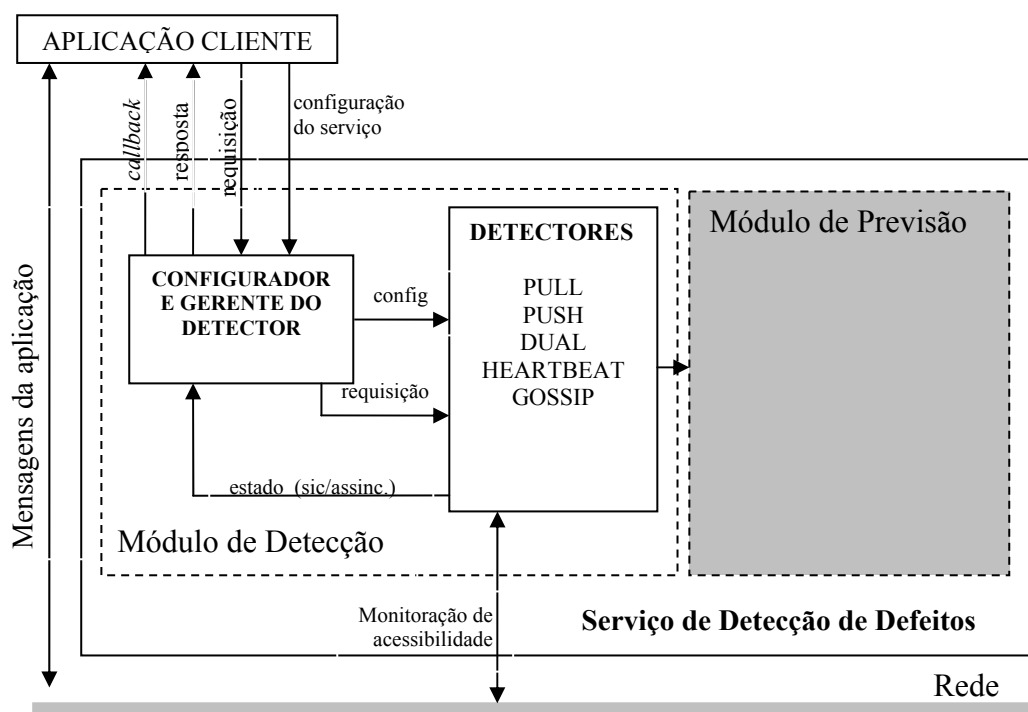 APLICAÇÃO CLIENTE
callback
resposta
requisição
configuração
do serviço
Mensagens da aplicação
CONFIGURADOR
E GERENTE DO
DETECTOR
config
requisição
estado (sic/assinc.)
DETECTORES
PULL
PUSH
DUAL
HEARTBEAT
GOSSIP
Módulo de Previsão
Módulo de Detecção
Monitoração de
acessibilidade
Serviço de Detecção de Defeitos
Rede